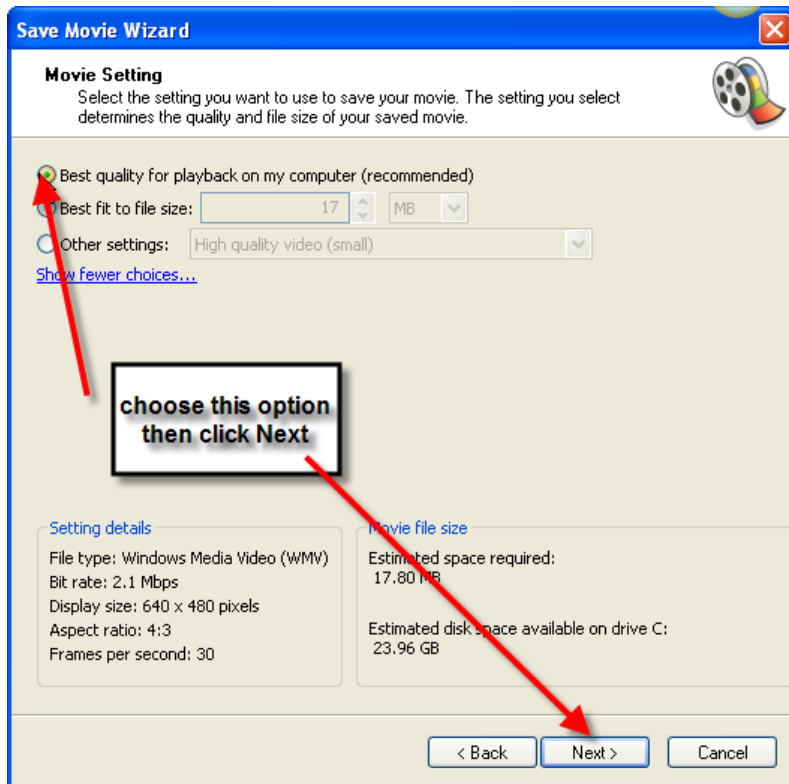 Save Movie Wizard
Movie Setting
Select the setting you want to use to save your movie. The setting you select
determines the quality and file size of your saved movie.
Best quality for playback on my computer (recommended)
Best fit to file size: 17 MB
Other settings: High quality video (small)
Show fewer choices...
choose this option
then click Next
Setting details
File type: Windows Media Video (WMV)
Bit rate: 2.1 Mbps
Display size: 640 x 480 pixels
Aspect ratio: 4:3
Frames per second: 30
Movie file size
Estimated space required:
17.80 MB
Estimated disk space available on drive C:
23.96 GB
< Back Next > Cancel